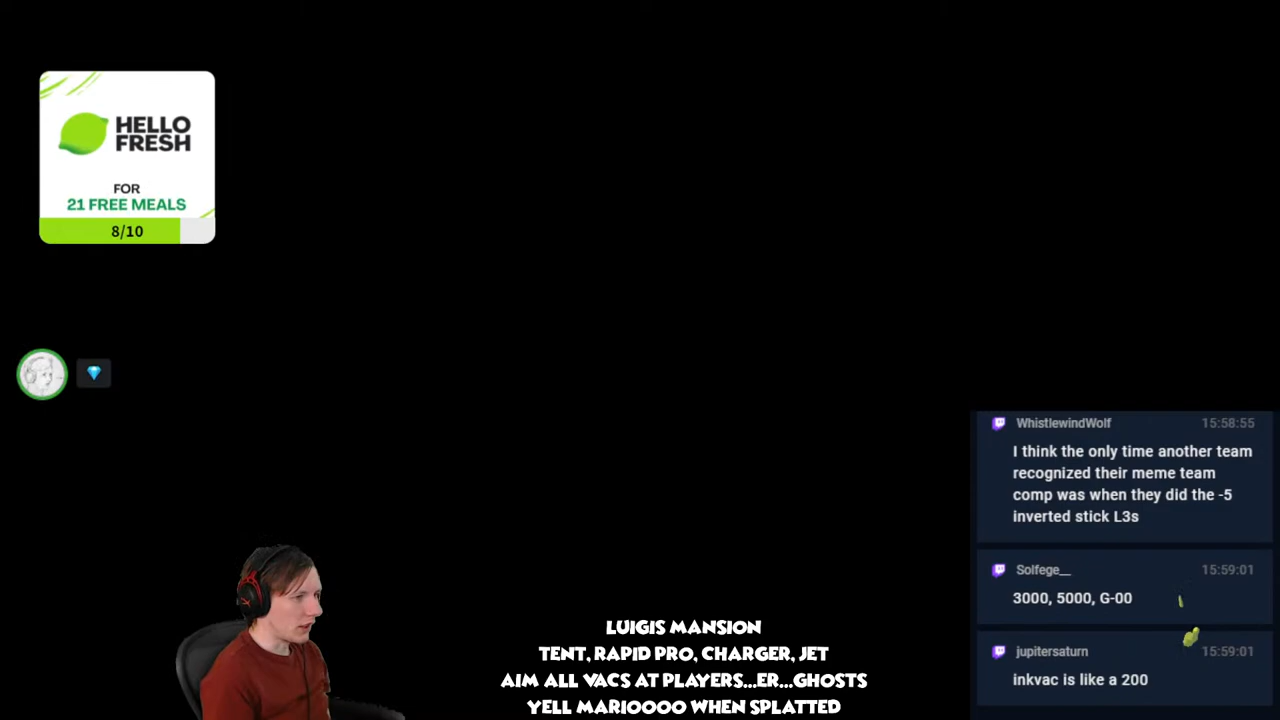 HELLO
FRESH
FOR
21 FREE MEALS
8/10
WhistlewindWolf 15:58:55
I think the only time another team
recognized their meme team
comp was when they did the -5
inverted stick L3s
Solfege__ 15:59:01
3000, 5000, G-00
jupitersaturn 15:59:01
inkvac is like a 200
LUIGIS MANSION
TENT, RAPID PRO, CHARGER, JET
AIM ALL VACS AT PLAYERS...ER...GHOSTS
YELL MARIOOOO WHEN SPLATTED